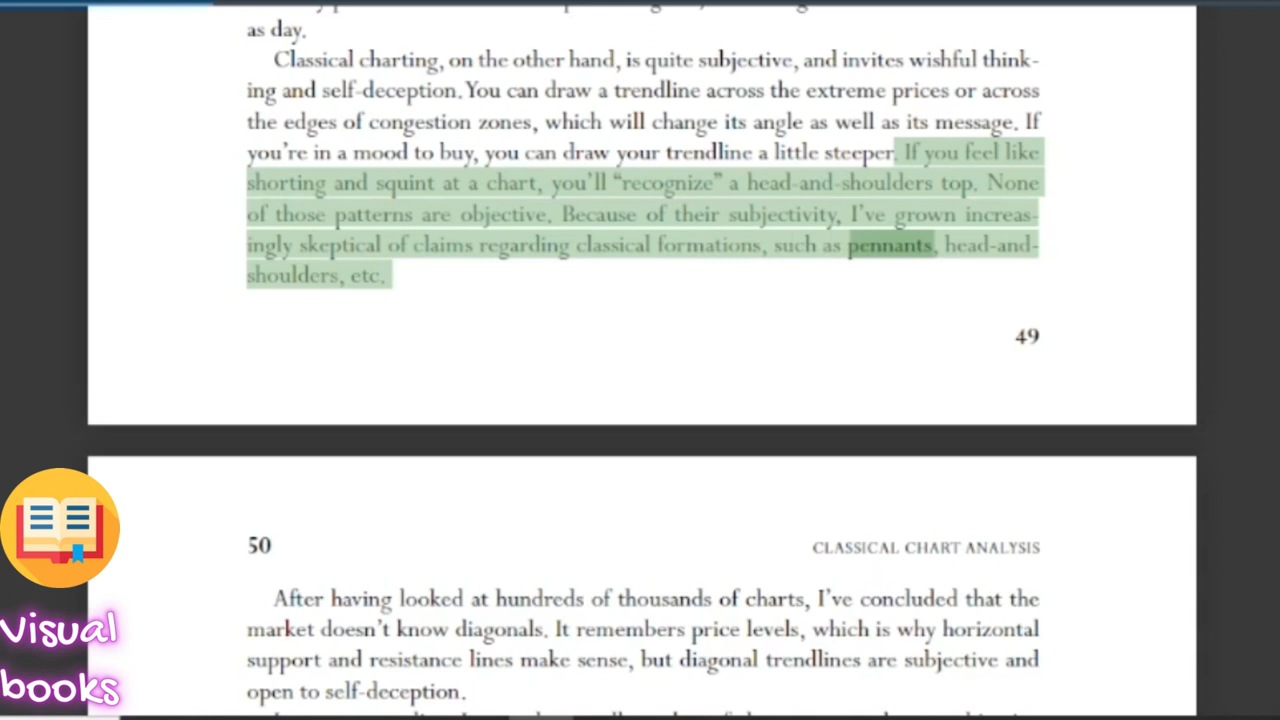 as day.
Classical charting, on the other hand, is quite subjective, and invites wishful think-
ing and self-deception. You can draw a trendline across the extreme prices or across
the edges of congestion zones, which will change its angle as well as its message. If
you're in a mood to buy, you can draw your trendline a little steeper. If you feel like
shorting and squint at a chart, you'll “recognize” a head-and-shoulders top. None
of those patterns are objective. Because of their subjectivity, I've grown increas-
ingly skeptical of claims regarding classical formations, such as pennants, head-and-
shoulders, etc.
49
50
CLASSICAL CHART ANALYSIS
After having looked at hundreds of thousands of charts, I've concluded that the
market doesn't know diagonals. It remembers price levels, which is why horizontal
support and resistance lines make sense, but diagonal trendlines are subjective and
open to self-deception.
Visual
books